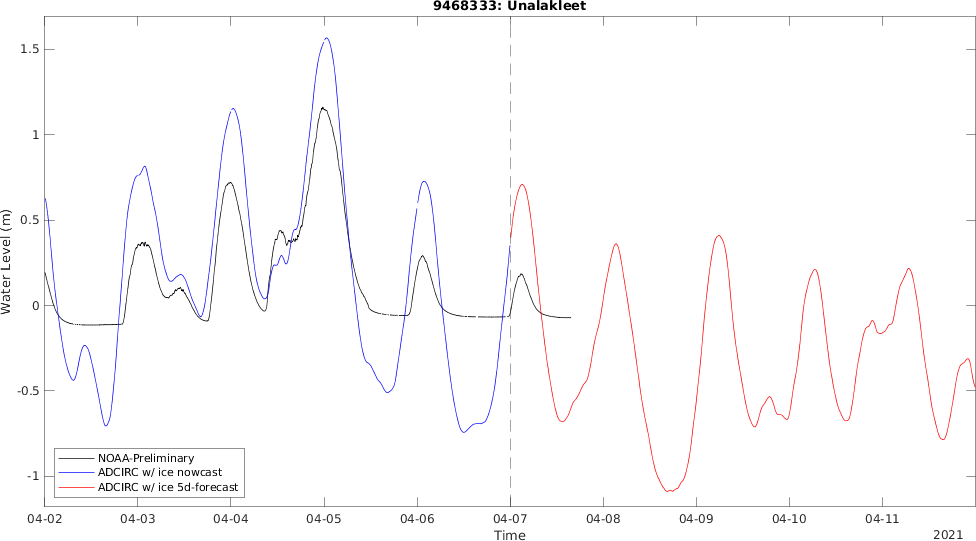 9468333: Unalakleet
Water Level (m)
1.5
1
0.5
0
-0.5
-1
NOAA-Preliminary
ADCIRC w/ ice nowcast
ADCIRC w/ ice 5d-forecast
04-02 04-03 04-04 04-05 04-06 04-07 04-08 04-09 04-10 04-11
Time
2021